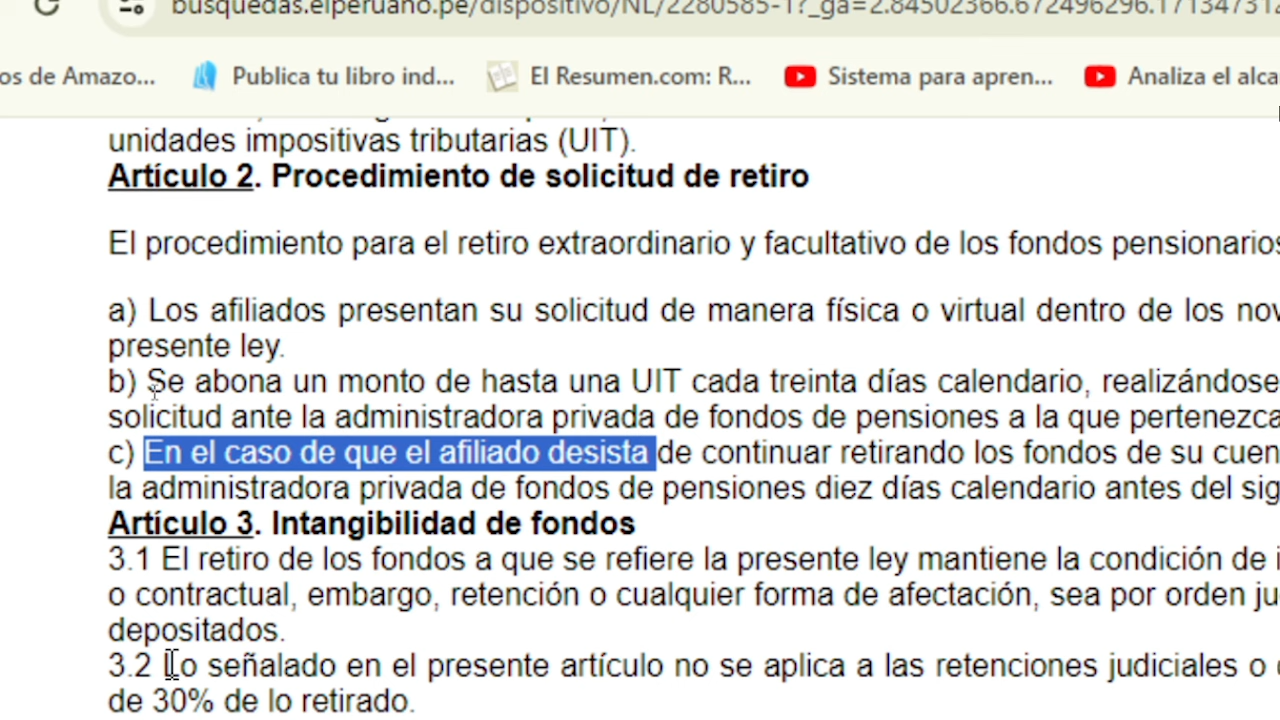 busquedas.elperuano.pe/dispositivo/NL/2280585-1?_ga=2.84502366.672496296.1713473
os de Amazo... Publica tu libro ind... El Resumen.com: R... Sistema para apren... Analiza el alca
unidades impositivas tributarias (UIT).
Artículo 2. Procedimiento de solicitud de retiro
El procedimiento para el retiro extraordinario y facultativo de los fondos pensionarios
a) Los afiliados presentan su solicitud de manera física o virtual dentro de los nov
presente ley.
b) Se abona un monto de hasta una UIT cada treinta días calendario, realizándose
solicitud ante la administradora privada de fondos de pensiones a la que pertenezca
c) En el caso de que el afiliado desista de continuar retirando los fondos de su cuen
la administradora privada de fondos de pensiones diez días calendario antes del sig
Artículo 3. Intangibilidad de fondos
3.1 El retiro de los fondos a que se refiere la presente ley mantiene la condición de i
o contractual, embargo, retención o cualquier forma de afectación, sea por orden ju
depositados.
3.2 Lo señalado en el presente artículo no se aplica a las retenciones judiciales o
de 30% de lo retirado.